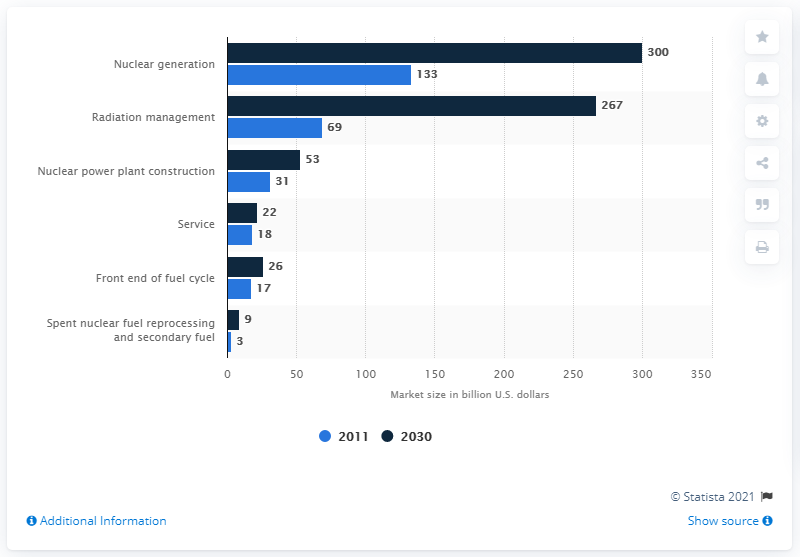 Nuclear generation
300
133
Radiation management
267
69
Nuclear power plant construction
53
31
Service
22
18
Front end of fuel cycle
26
17
Spent nuclear fuel reprocessing
and secondary fuel
9
3
0 50 100 150 200 250 300 350
Market size in billion U.S. dollars
2011 2030
© Statista 2021
Additional Information
Show source